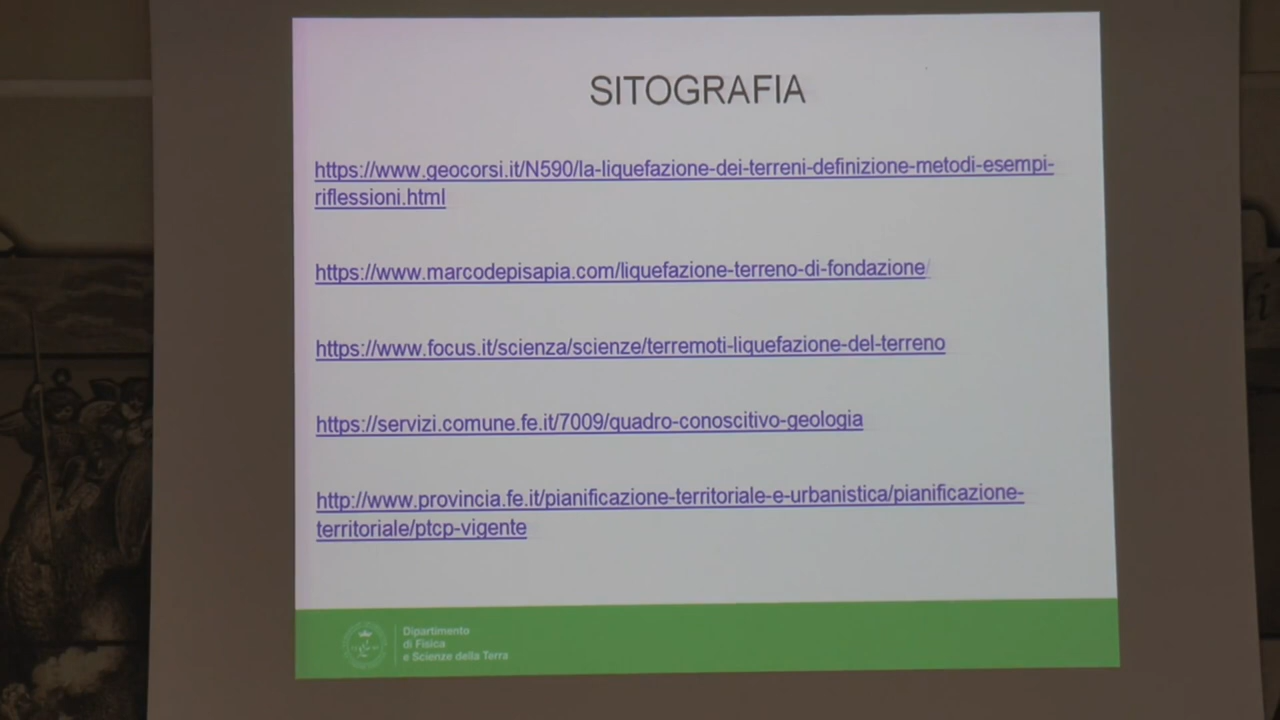 SITOGRAFIA
https://www.geocorsi.it/N590/la-liquefazione-dei-terreni-definizione-metodi-esempi-
riflessioni.html
https://www.marcodepisapia.com/liquefazione-terreno-di-fondazione/
https://www.focus.it/scienza/scienze/terremoti-liquefazione-del-terreno
https://servizi.comune.fe.it/7009/quadro-conoscitivo-geologia
http://www.provincia.fe.it/pianificazione-territoriale-e-urbanistica/pianificazione-
territoriale/ptcp-vigente
Dipartimento
di Fisica
e Scienze della Terra